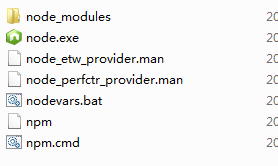 node_modules
node.exe
node_etw_provider.man
node_perfctr_provider.man
nodevars.bat
npm
npm.cmd